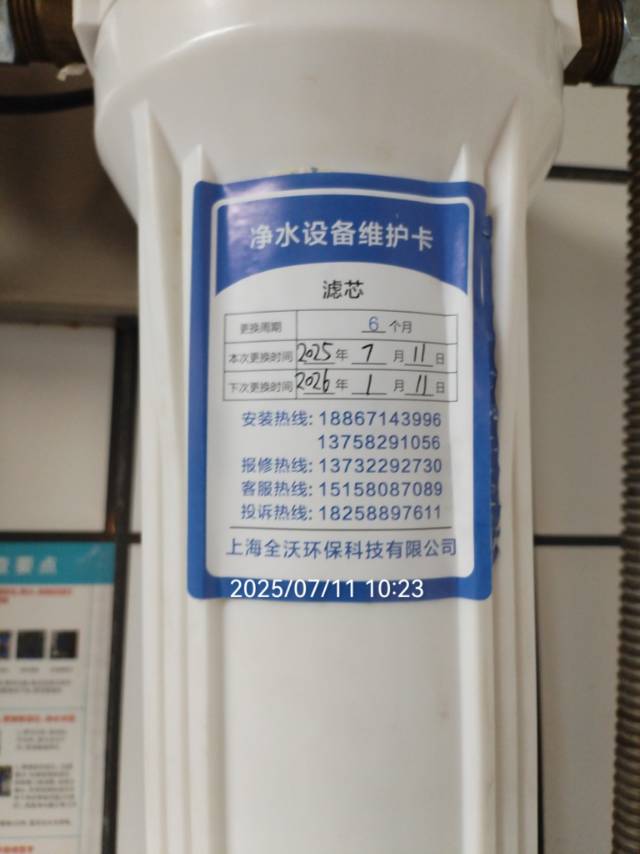 净水设备维护卡
滤芯
更换周期 6 个月
本次更换时间 2025 年 7 月 11 日
下次更换时间 2026 年 1 月 11 日
安装热线: 18867143996
13758291056
报修热线: 13732292730
客服热线: 15158087089
投诉热线: 18258897611
上海全沃环保科技有限公司
2025/07/11 10:23
要点